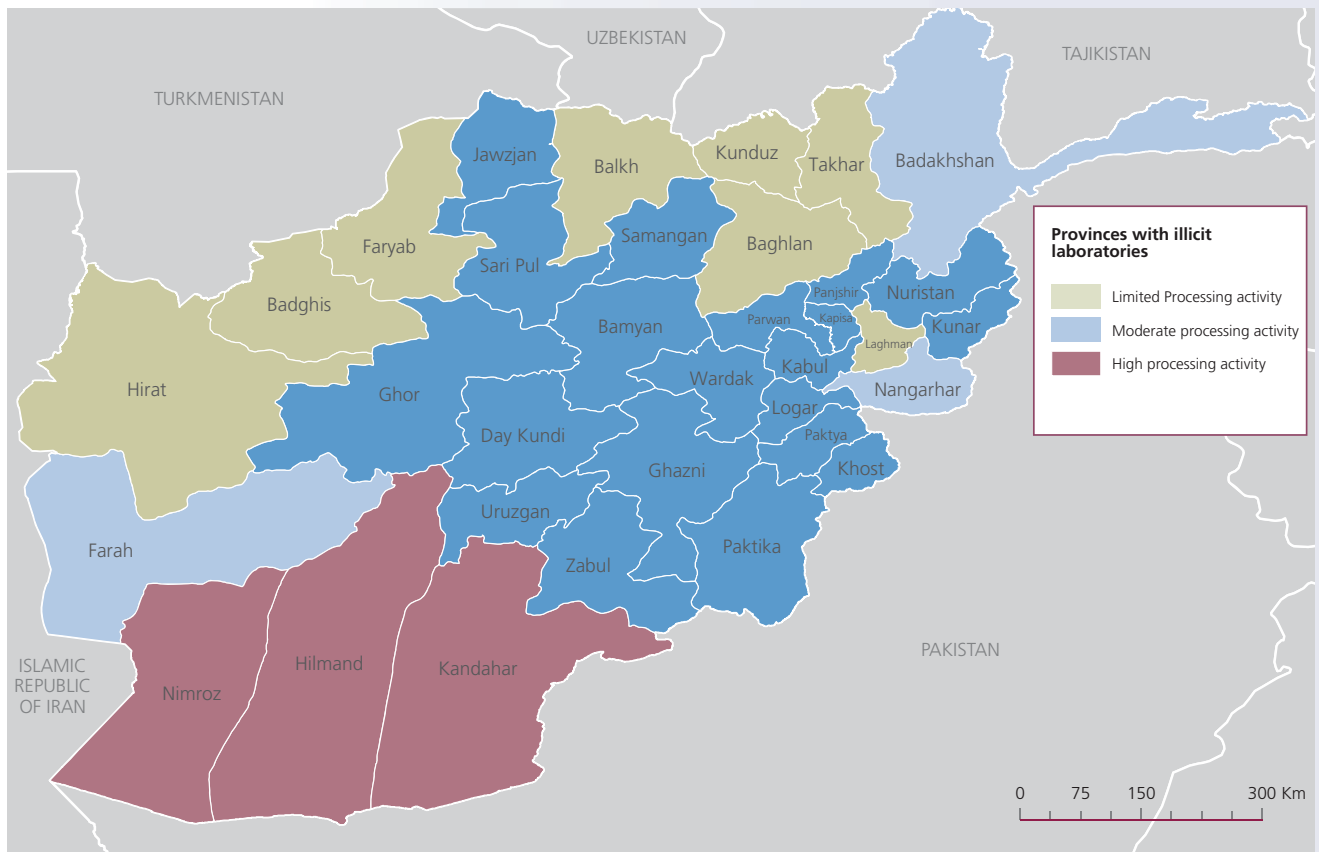 UZBEKISTAN
TAJIKISTAN
TURKMENISTAN
Jawzjan
Balkh
Kunduz
Takhar
Badakhshan
Faryab
Samangan
Baghlan
Sari Pul
Badghis
Panjshir
Nuristan
Bamyan
Parwan
Kapisa
Kunar
Laghman
Hirat
Ghor
Wardak
Kabul
Nangarhar
Logar
Day Kundi
Paktya
Ghazni
Khost
Uruzgan
Farah
Zabul
Paktika
ISLAMIC
REPUBLIC
OF IRAN
Nimroz
Hilmand
Kandahar
PAKISTAN
Provinces with illicit
laboratories
Limited Processing activity
Moderate processing activity
High processing activity
0 75 150 300 Km